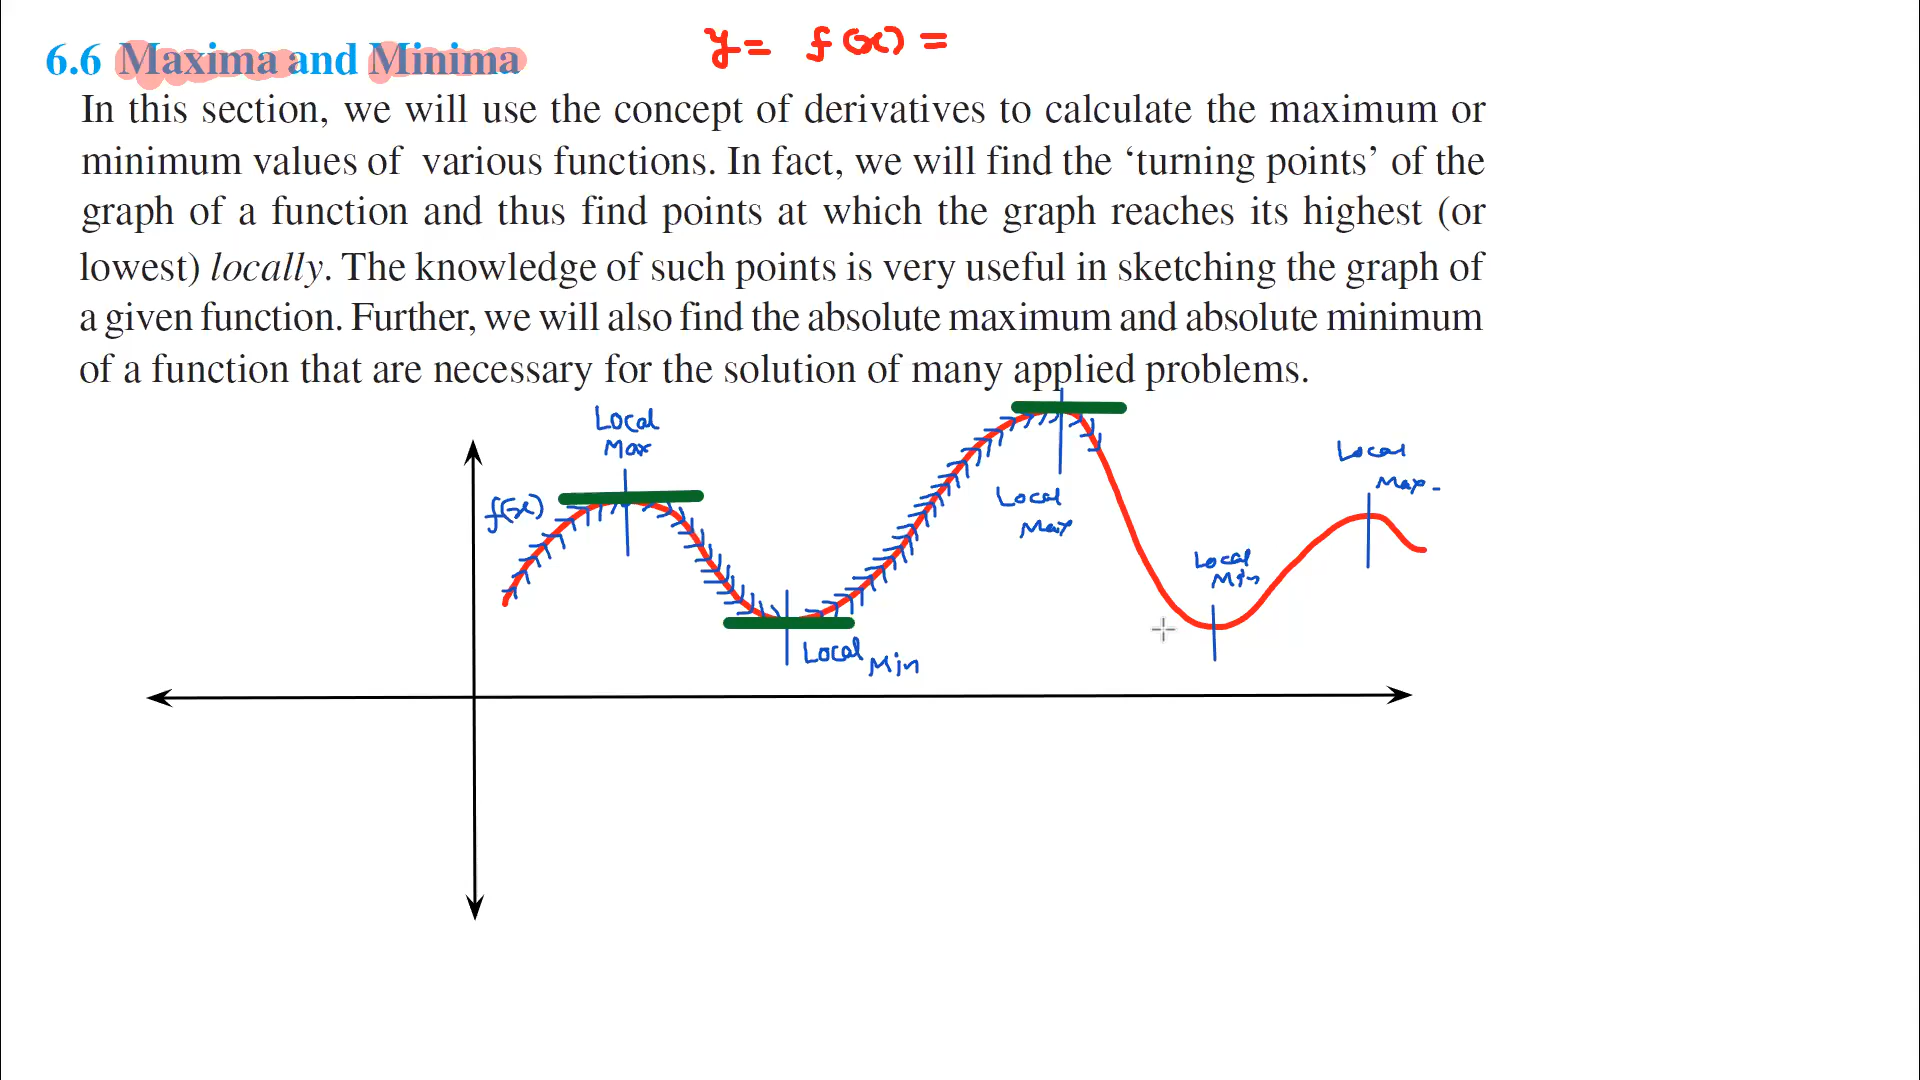 6.6 Maxima and Minima
y = f(x) =
In this section, we will use the concept of derivatives to calculate the maximum or
minimum values of various functions. In fact, we will find the ‘turning points’ of the
graph of a function and thus find points at which the graph reaches its highest (or
lowest) locally. The knowledge of such points is very useful in sketching the graph of
a given function. Further, we will also find the absolute maximum and absolute minimum
of a function that are necessary for the solution of many applied problems.
Local
Max
f(x)
Local
Min
Local
Max
Local
Min
Local
Max.